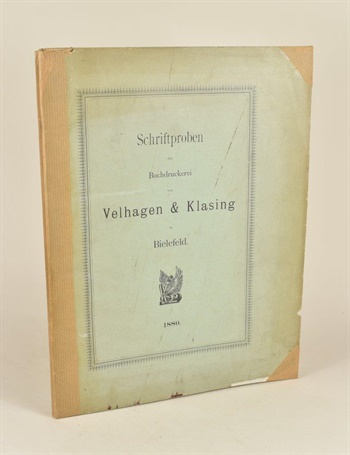 Schriftproben
der
Buchdruckerei
von
Velhagen & Klasing
in
Bielefeld.
1880.